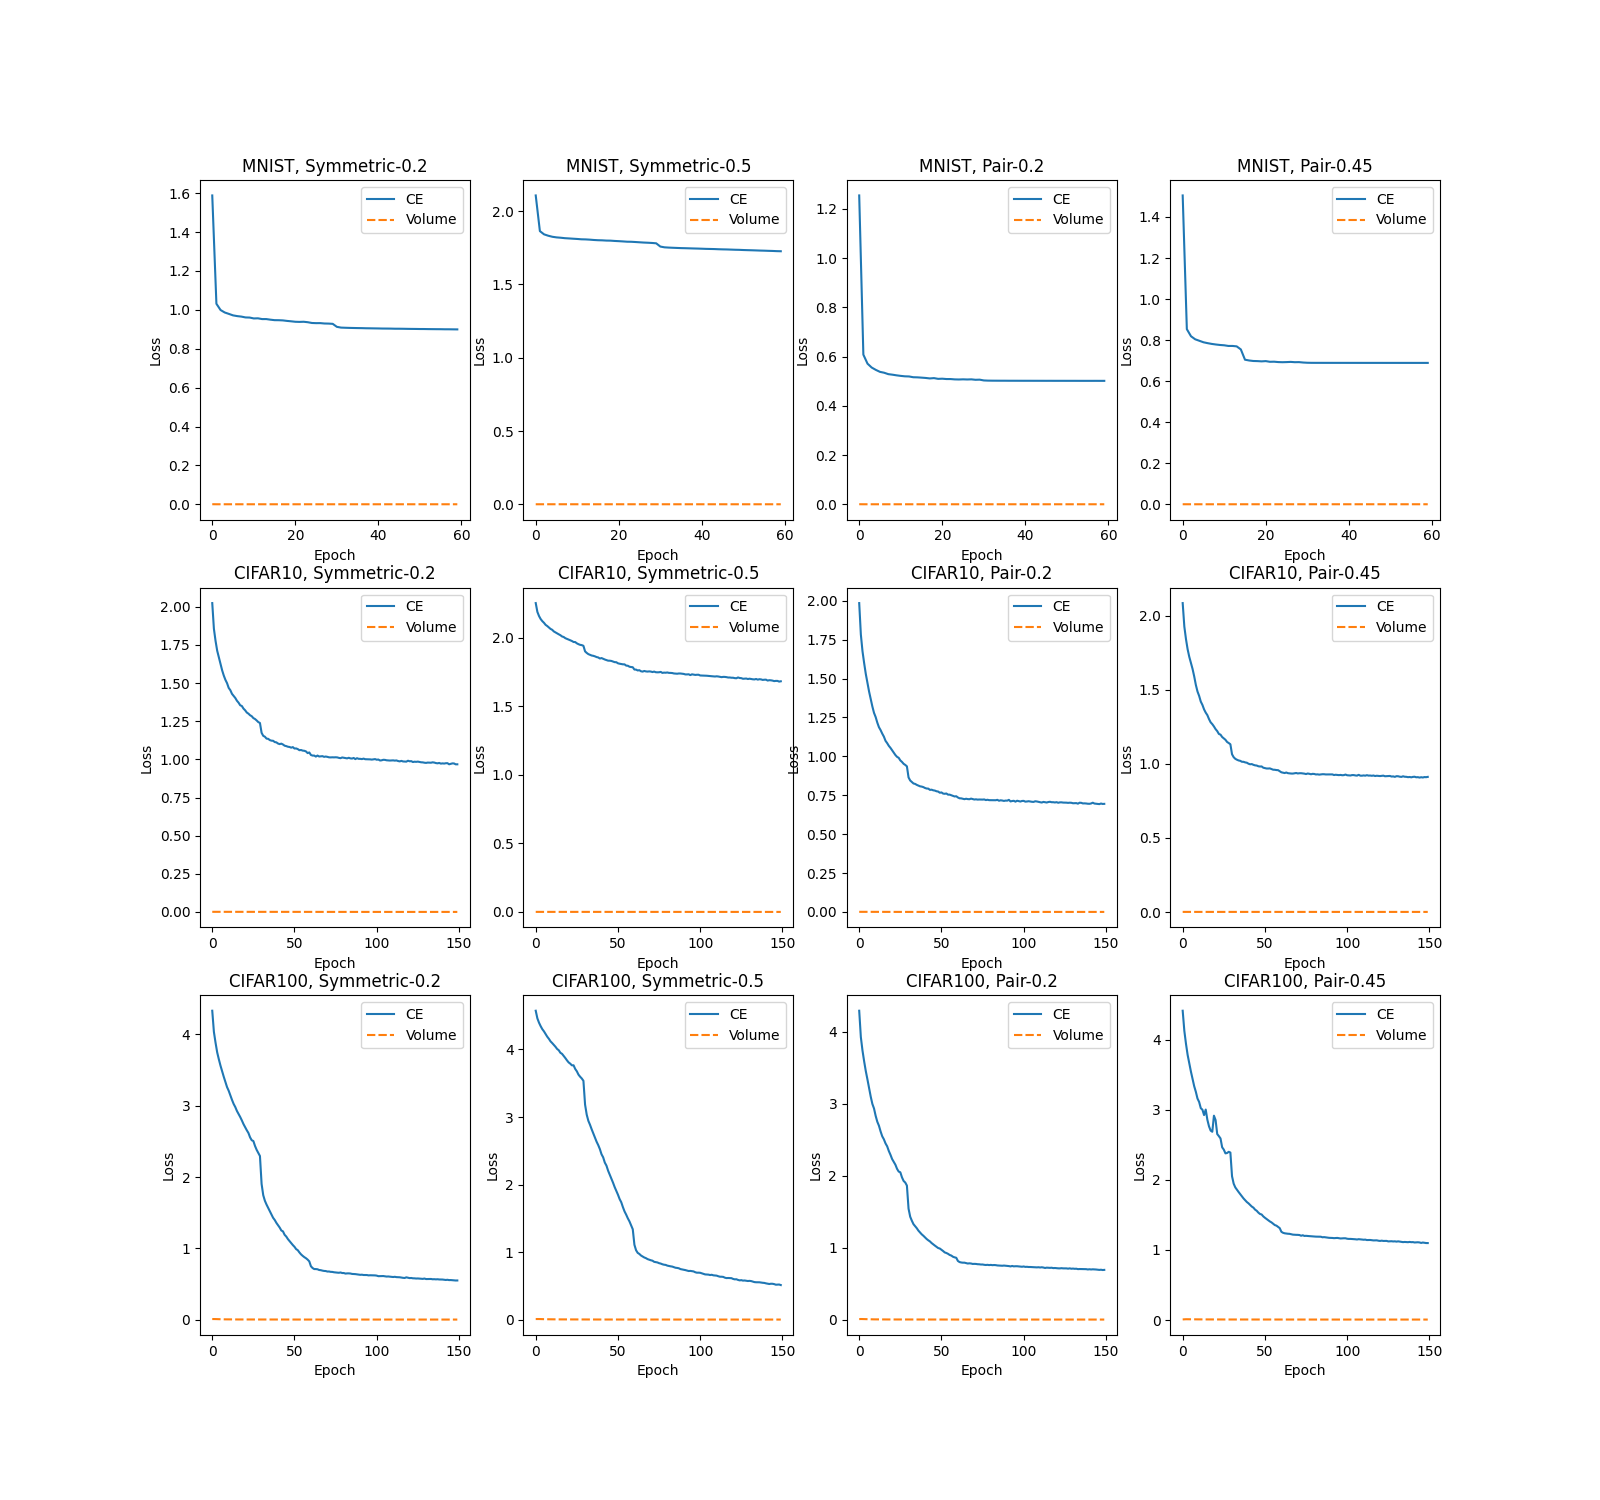 MNIST, Symmetric-0.2
CE
Volume
1.6
1.4
1.2
1.0
0.8
0.6
0.4
0.2
0.0
Loss
0 20 40 60
Epoch
MNIST, Symmetric-0.5
CE
Volume
2.0
1.5
1.0
0.5
0.0
Loss
0 20 40 60
Epoch
MNIST, Pair-0.2
CE
Volume
1.2
1.0
0.8
0.6
0.4
0.2
0.0
Loss
0 20 40 60
Epoch
MNIST, Pair-0.45
CE
Volume
1.4
1.2
1.0
0.8
0.6
0.4
0.2
0.0
Loss
0 20 40 60
Epoch
CIFAR10, Symmetric-0.2
CE
Volume
2.00
1.75
1.50
1.25
1.00
0.75
0.50
0.25
0.00
Loss
0 50 100 150
Epoch
CIFAR10, Symmetric-0.5
CE
Volume
2.0
1.5
1.0
0.5
0.0
Loss
0 50 100 150
Epoch
CIFAR10, Pair-0.2
CE
Volume
2.00
1.75
1.50
1.25
1.00
0.75
0.50
0.25
0.00
Loss
0 50 100 150
Epoch
CIFAR10, Pair-0.45
CE
Volume
2.0
1.5
1.0
0.5
0.0
Loss
0 50 100 150
Epoch
CIFAR100, Symmetric-0.2
CE
Volume
4
3
2
1
0
Loss
0 50 100 150
Epoch
CIFAR100, Symmetric-0.5
CE
Volume
4
3
2
1
0
Loss
0 50 100 150
Epoch
CIFAR100, Pair-0.2
CE
Volume
4
3
2
1
0
Loss
0 50 100 150
Epoch
CIFAR100, Pair-0.45
CE
Volume
4
3
2
1
0
Loss
0 50 100 150
Epoch